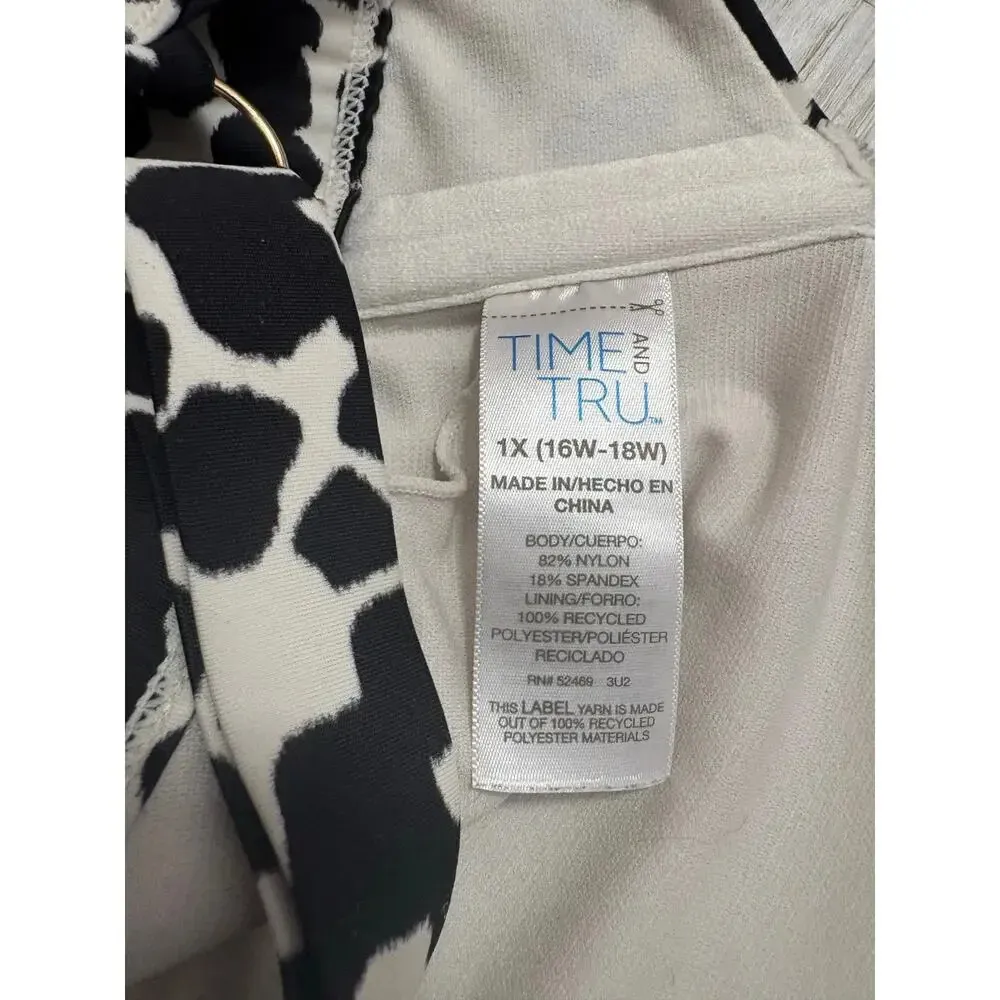 TIME AND
TRU™
1X (16W-18W)
MADE IN/HECHO EN
CHINA
BODY/CUERPO:
82% NYLON
18% SPANDEX
LINING/FORRO:
100% RECYCLED
POLYESTER/POLIÉSTER
RECICLADO
RN# 52469 3U2
THIS LABEL YARN IS MADE
OUT OF 100% RECYCLED
POLYESTER MATERIALS